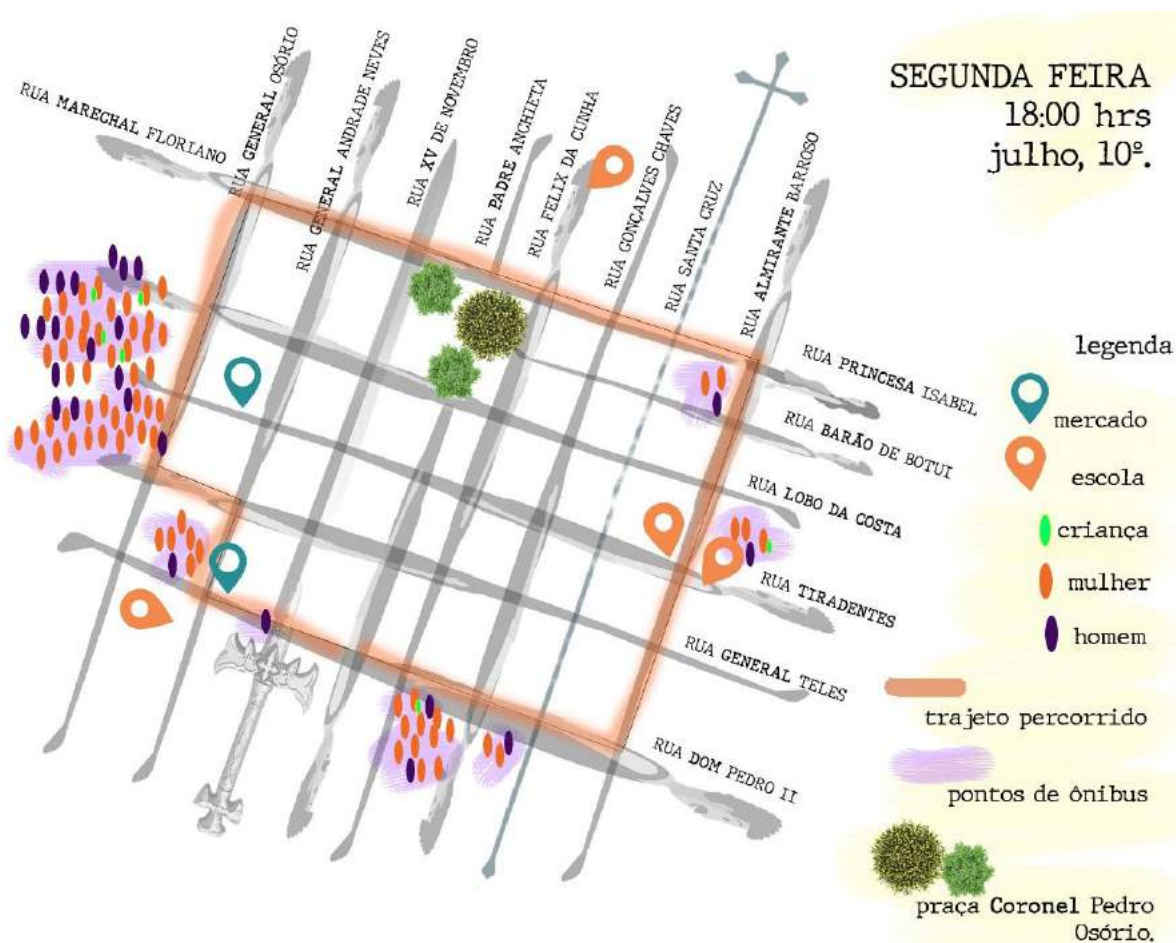 SEGUNDA FEIRA
18:00 hrs
julho, 10º.
RUA MARECHAL FLORIANO
RUA GENERAL OSÓRIO
RUA GENERAL ANDRADE NEVES
RUA XV DE NOVEMBRO
RUA PADRE ANCHIETA
RUA FELIX DA CUNHA
RUA GONÇALVES CHAVES
RUA SANTA CRUZ
RUA ALMIRANTE BARROSO
RUA PRINCESA ISABEL
RUA BARÃO DE BOTUI
RUA LOBO DA COSTA
RUA TIRADENTES
RUA GENERAL TELES
RUA DOM PEDRO II
legenda
mercado
escola
criança
mulher
homem
trajeto percorrido
pontos de ônibus
praça Coronel Pedro
Osório.